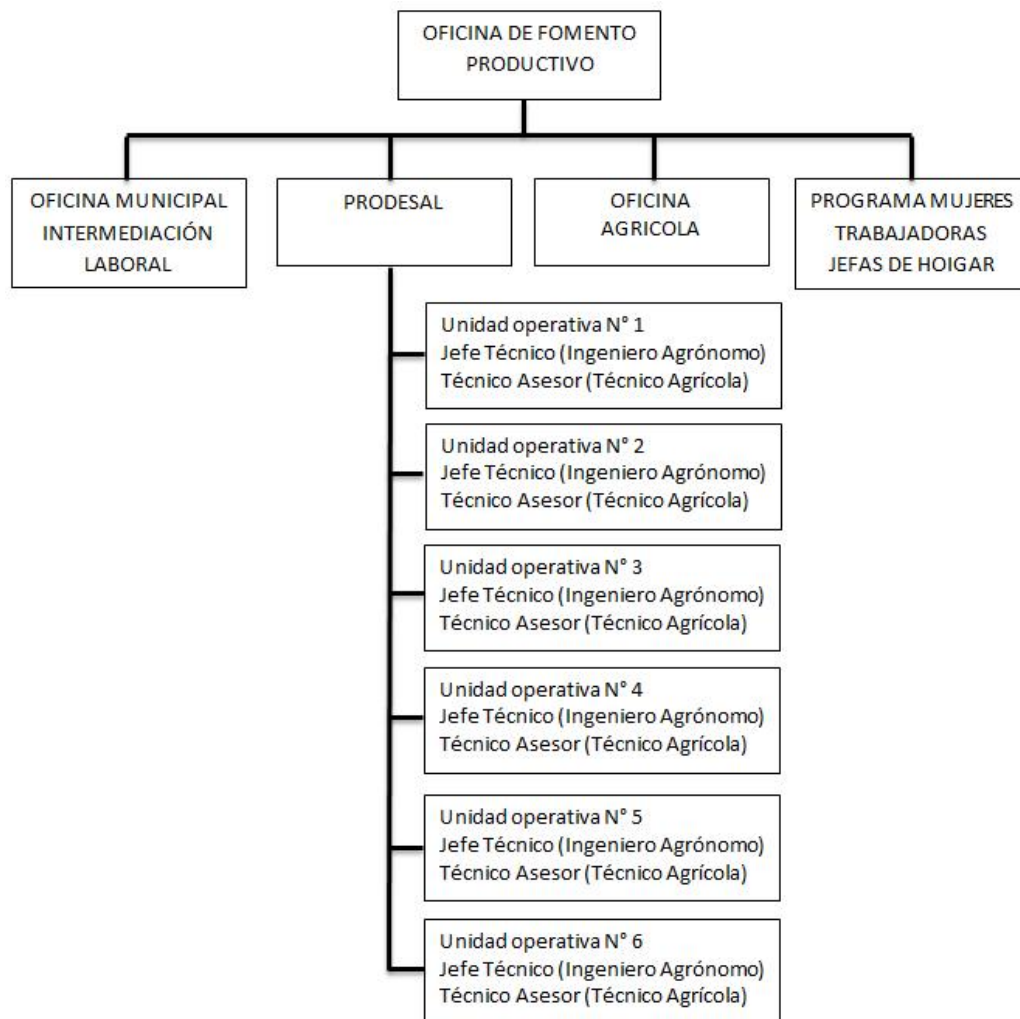 OFICINA DE FOMENTO
PRODUCTIVO
OFICINA MUNICIPAL
INTERMEDIACIÓN
LABORAL
PRODESAL
OFICINA
AGRICOLA
PROGRAMA MUJERES
TRABAJADORAS
JEFAS DE HOIGAR
Unidad operativa N° 1
Jefe Técnico (Ingeniero Agrónomo)
Técnico Asesor (Técnico Agrícola)
Unidad operativa N° 2
Jefe Técnico (Ingeniero Agrónomo)
Técnico Asesor (Técnico Agrícola)
Unidad operativa N° 3
Jefe Técnico (Ingeniero Agrónomo)
Técnico Asesor (Técnico Agrícola)
Unidad operativa N° 4
Jefe Técnico (Ingeniero Agrónomo)
Técnico Asesor (Técnico Agrícola)
Unidad operativa N° 5
Jefe Técnico (Ingeniero Agrónomo)
Técnico Asesor (Técnico Agrícola)
Unidad operativa N° 6
Jefe Técnico (Ingeniero Agrónomo)
Técnico Asesor (Técnico Agrícola)